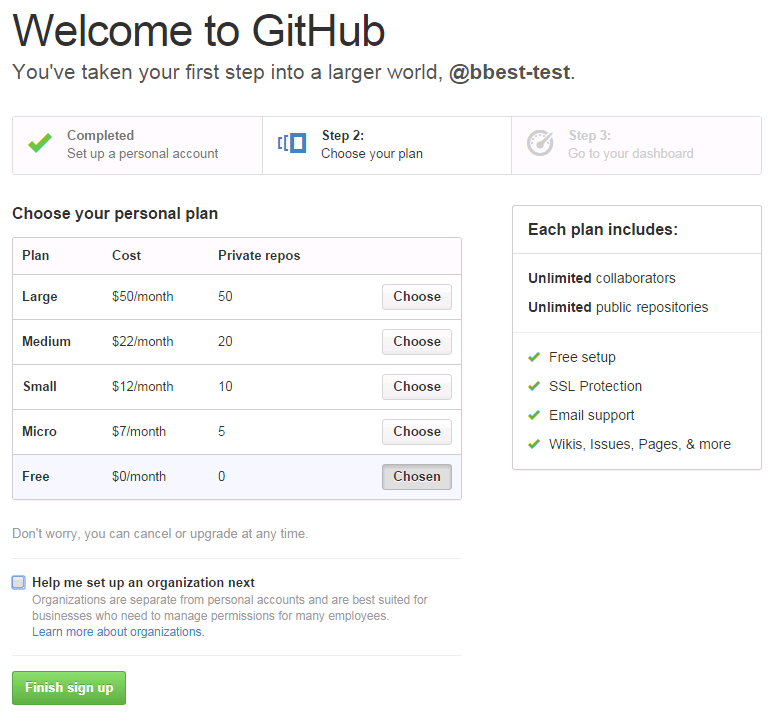 Welcome to GitHub
You've taken your first step into a larger world, @bbest-test.
Completed
Set up a personal account
Step 2:
Choose your plan
Step 3:
Go to your dashboard
Choose your personal plan
Plan Cost Private repos
Large $50/month 50 Choose
Medium $22/month 20 Choose
Small $12/month 10 Choose
Micro $7/month 5 Choose
Free $0/month 0 Chosen
Don't worry, you can cancel or upgrade at any time.
Help me set up an organization next
Organizations are separate from personal accounts and are best suited for
businesses who need to manage permissions for many employees.
Learn more about organizations.
Finish sign up
Each plan includes:
Unlimited collaborators
Unlimited public repositories
Free setup
SSL Protection
Email support
Wikis, Issues, Pages, & more